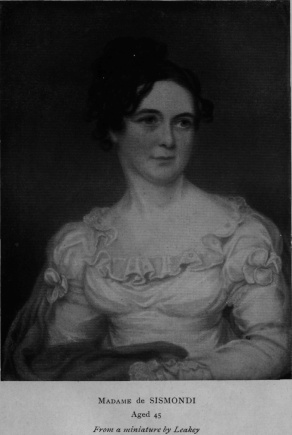 Madame de SISMONDI
Aged 45
From a miniature by Leakey